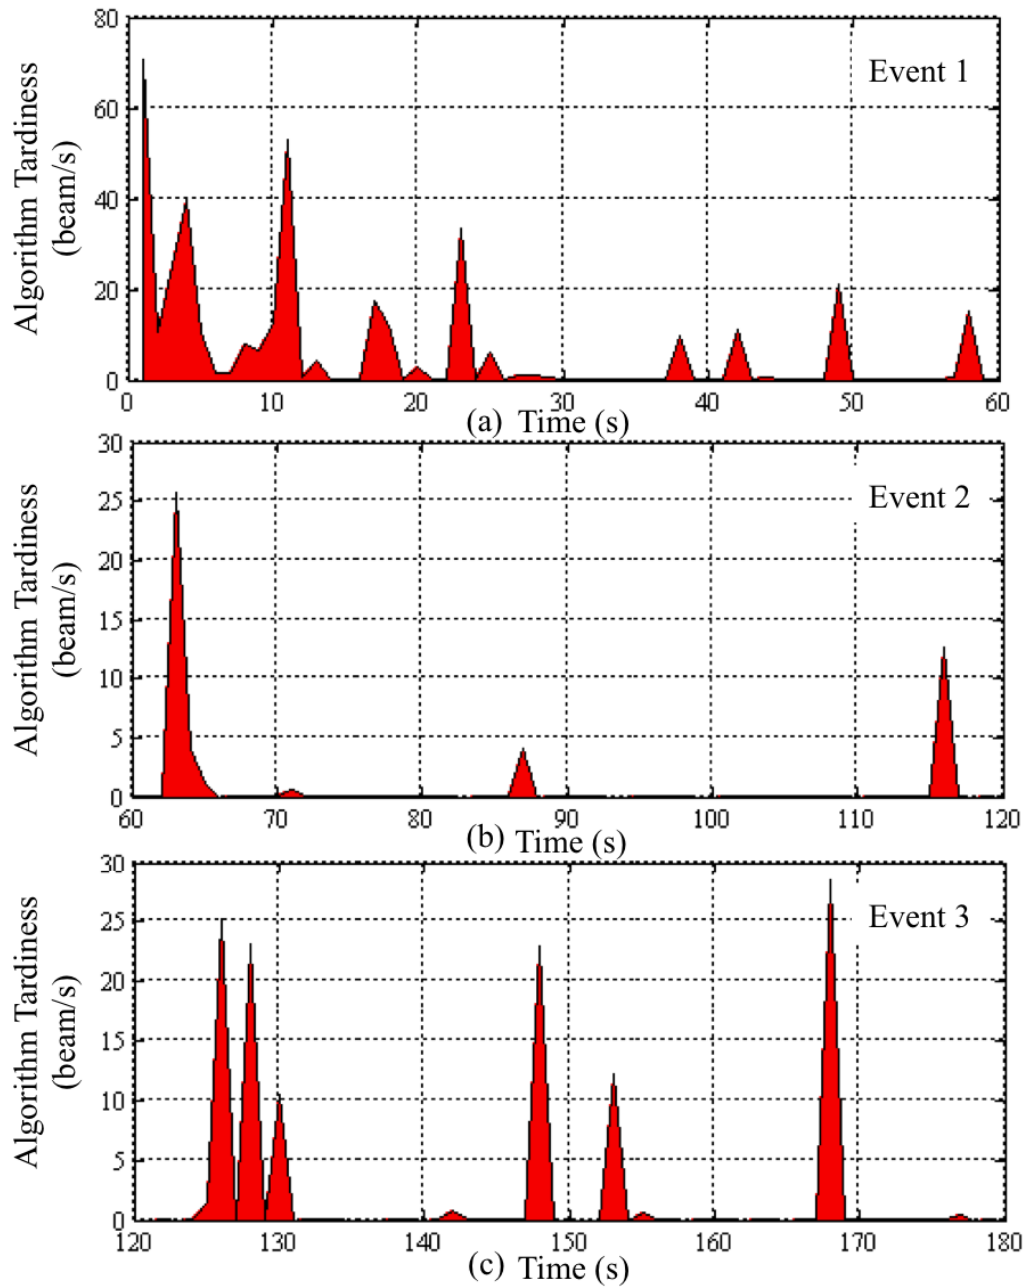 80
60
40
20
0
Algorithm Tardiness
(beam/s)
Event 1
0 10 20 30 40 50 60
(a) Time (s)
30
25
20
15
10
5
0
Algorithm Tardiness
(beam/s)
Event 2
60 70 80 90 100 110 120
(b) Time (s)
30
25
20
15
10
5
0
Algorithm Tardiness
(beam/s)
Event 3
120 130 140 150 160 170 180
(c) Time (s)